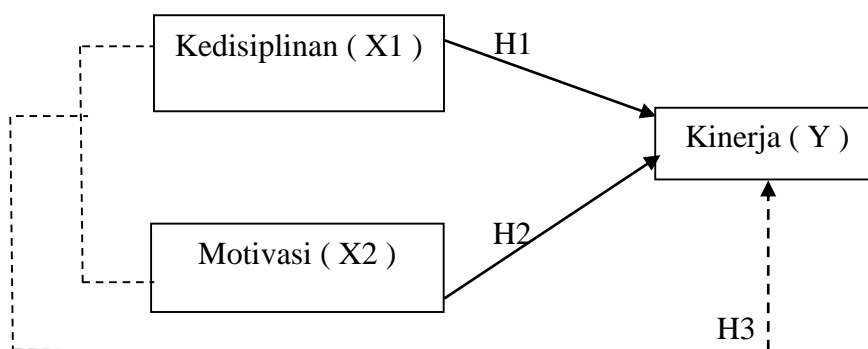 Kedisiplinan ( X1 )
H1
Kinerja ( Y )
Motivasi ( X2 )
H2
H3